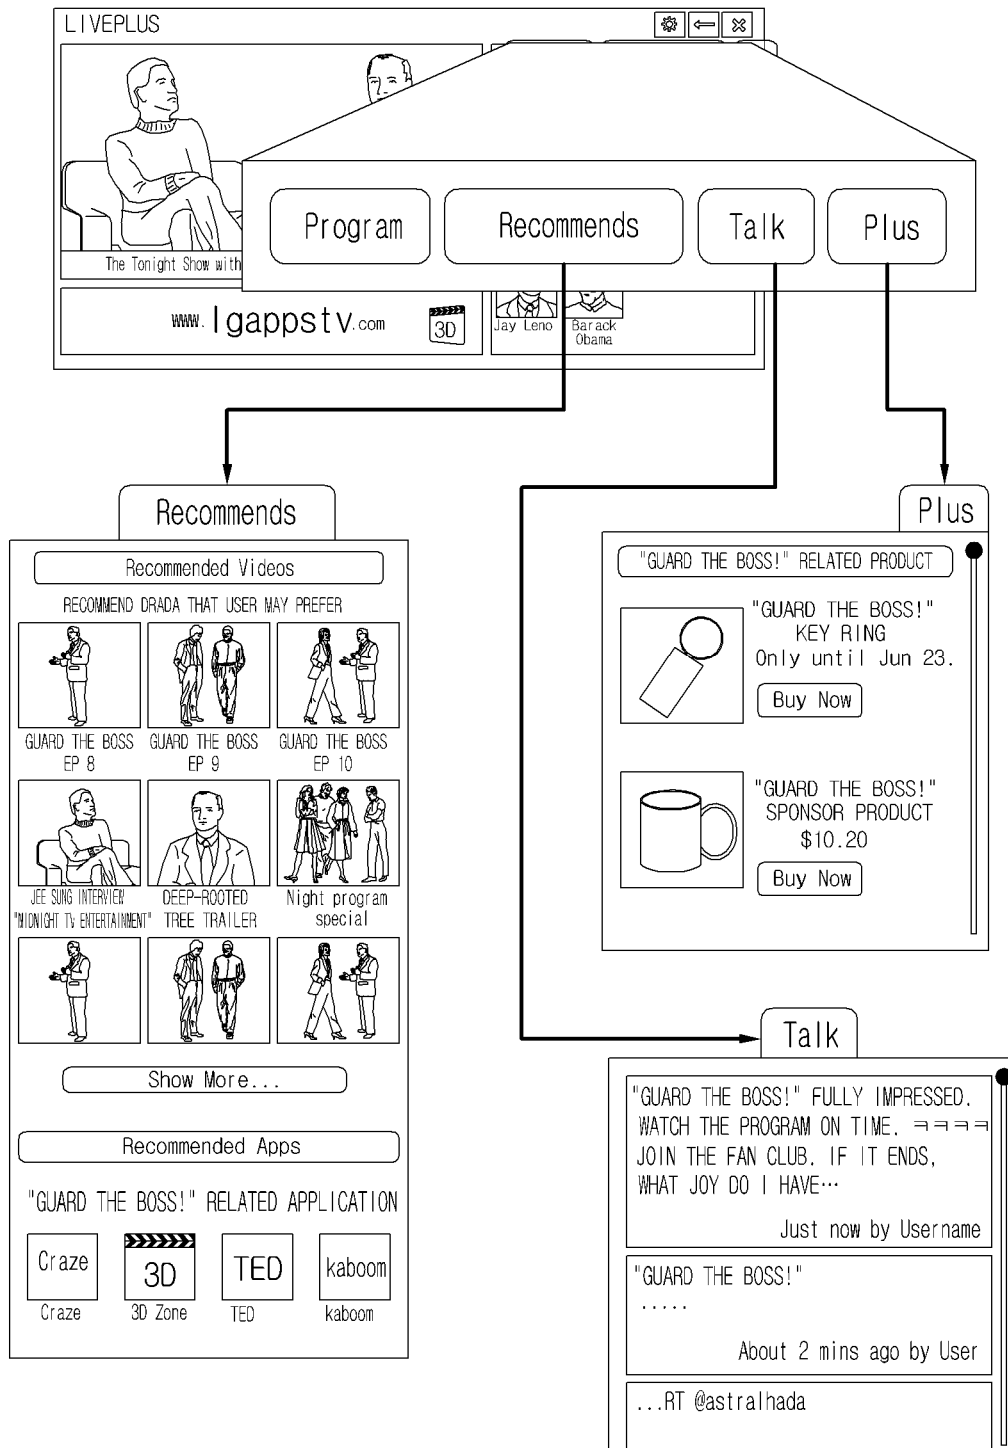 LIVEPLUS
Program
Recommends
Talk
Plus
The Tonight Show with
www.lgappstv.com
3D
Jay Leno
Barack
Obama
Recommends
Recommended Videos
RECOMMEND DRADA THAT USER MAY PREFER
GUARD THE BOSS
EP 8
GUARD THE BOSS
EP 9
GUARD THE BOSS
EP 10
JEE SUNG INTERVIEW
"MIDNIGHT TV ENTERTAINMENT"
DEEP-ROOTED
TREE TRAILER
Night program
special
Show More...
Recommended Apps
"GUARD THE BOSS!" RELATED APPLICATION
Craze
3D
TED
kaboom
Craze
3D Zone
TED
kaboom
Plus
"GUARD THE BOSS!" RELATED PRODUCT
"GUARD THE BOSS!"
KEY RING
Only until Jun 23.
Buy Now
"GUARD THE BOSS!"
SPONSOR PRODUCT
$10.20
Buy Now
Talk
"GUARD THE BOSS!" FULLY IMPRESSED.
WATCH THE PROGRAM ON TIME. ㅋㅋㅋㅋ
JOIN THE FAN CLUB. IF IT ENDS,
WHAT JOY DO I HAVE…
Just now by Username
"GUARD THE BOSS!"
.....
About 2 mins ago by User
...RT @astralhada